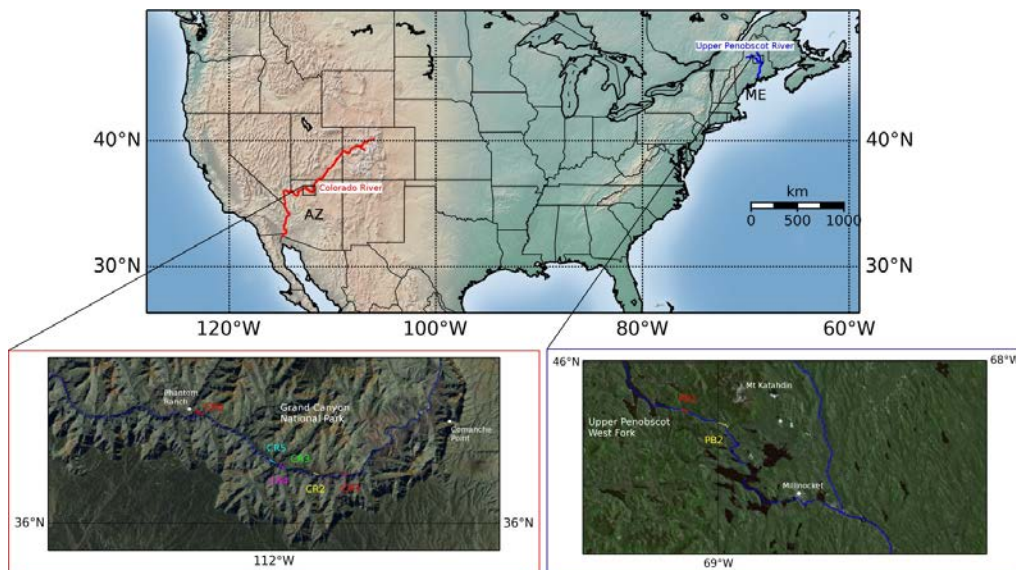 Upper Penobscot River
ME
40°N
40°N
Colorado River
km
0 500 1000
AZ
30°N
30°N
120°W
100°W
80°W
60°W
46°N
68°W
Phantom
Ranch
Grand Canyon
National Park
Comanche
Point
CR5
CR3
CR2
36°N
36°N
112°W
Mt Katahdin
Upper Penobscot
West Fork
PB2
Millinocket
69°W